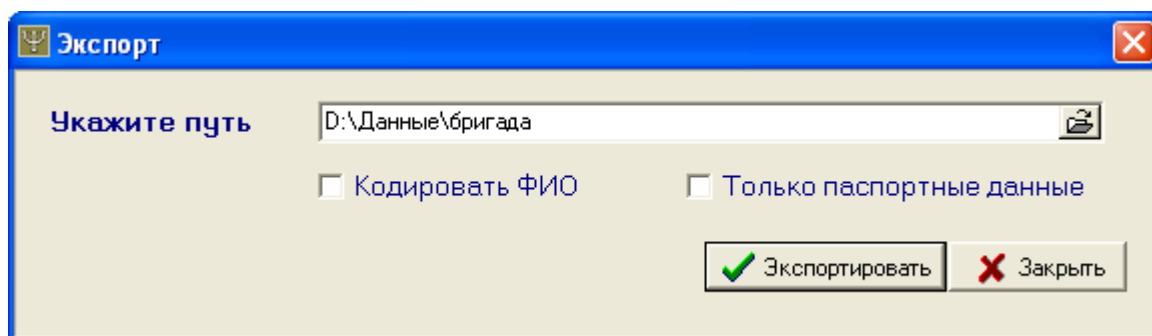 Экспорт
Укажите путь D:\Данные\бригада
Кодировать ФИО Только паспортные данные
Экспортировать Закрыть